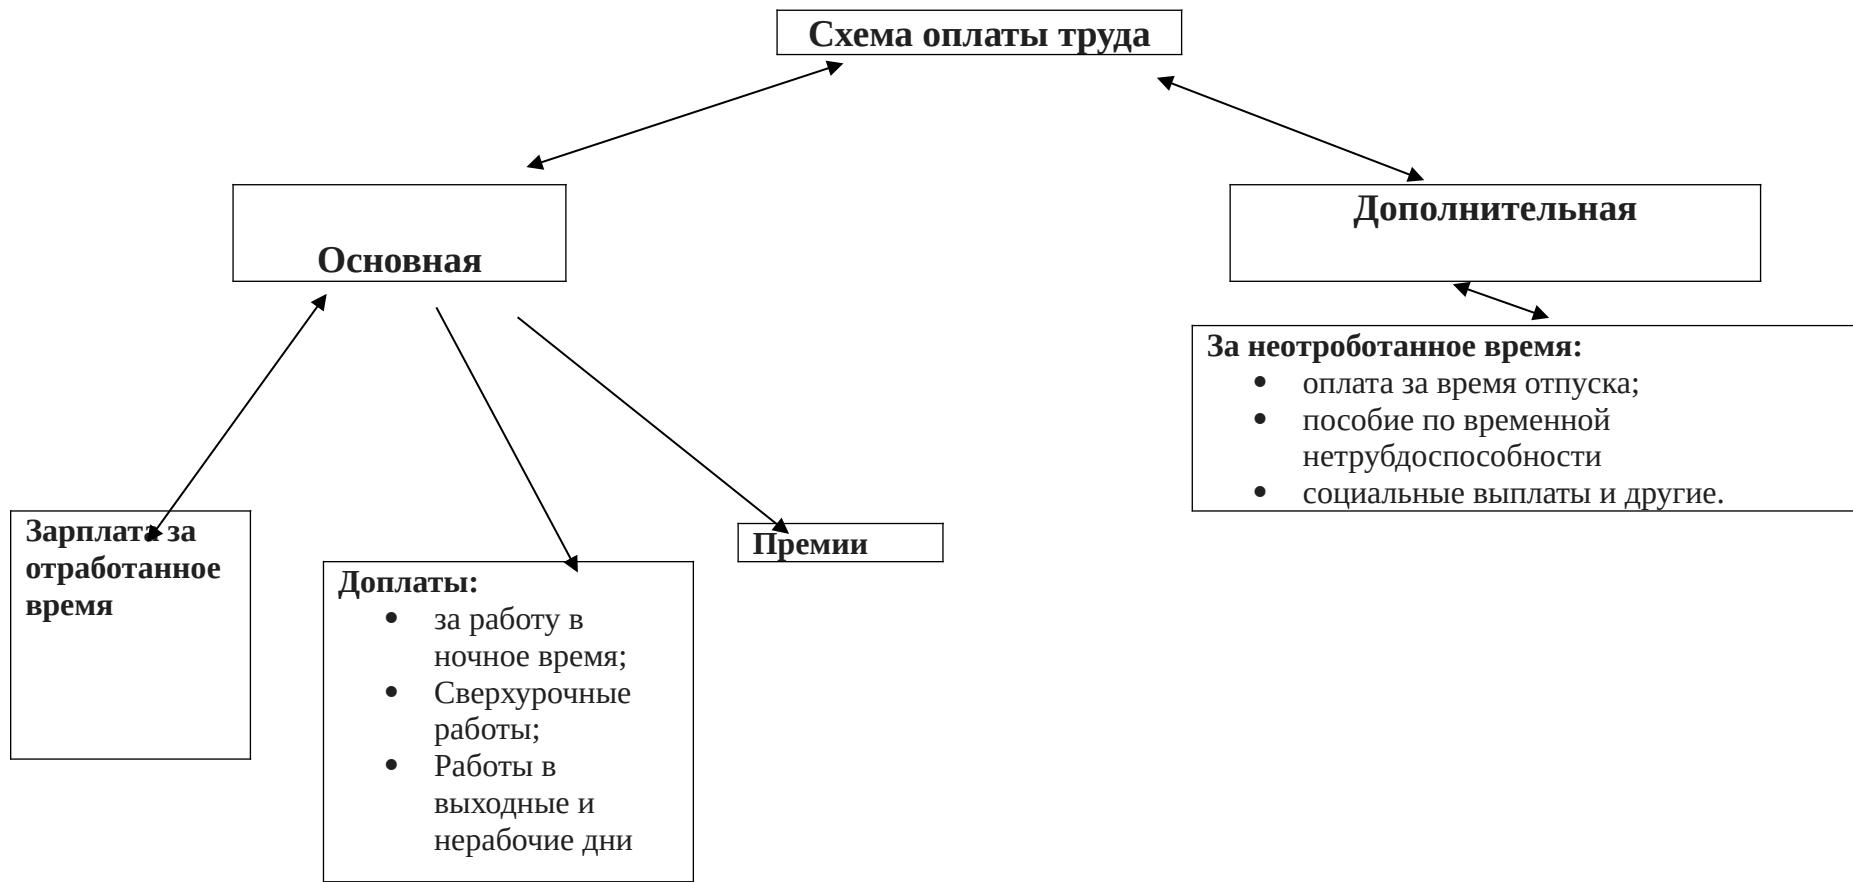 Схема оплаты труда
Основная
Дополнительная
Зарплата за
отработанное
время
Доплаты:
• за работу в
ночное время;
• Сверхурочные
работы;
• Работы в
выходные и
нерабочие дни
Премии
За неотроботанное время:
• оплата за время отпуска;
• пособие по временной
нетрубдоспособности
• социальные выплаты и другие.